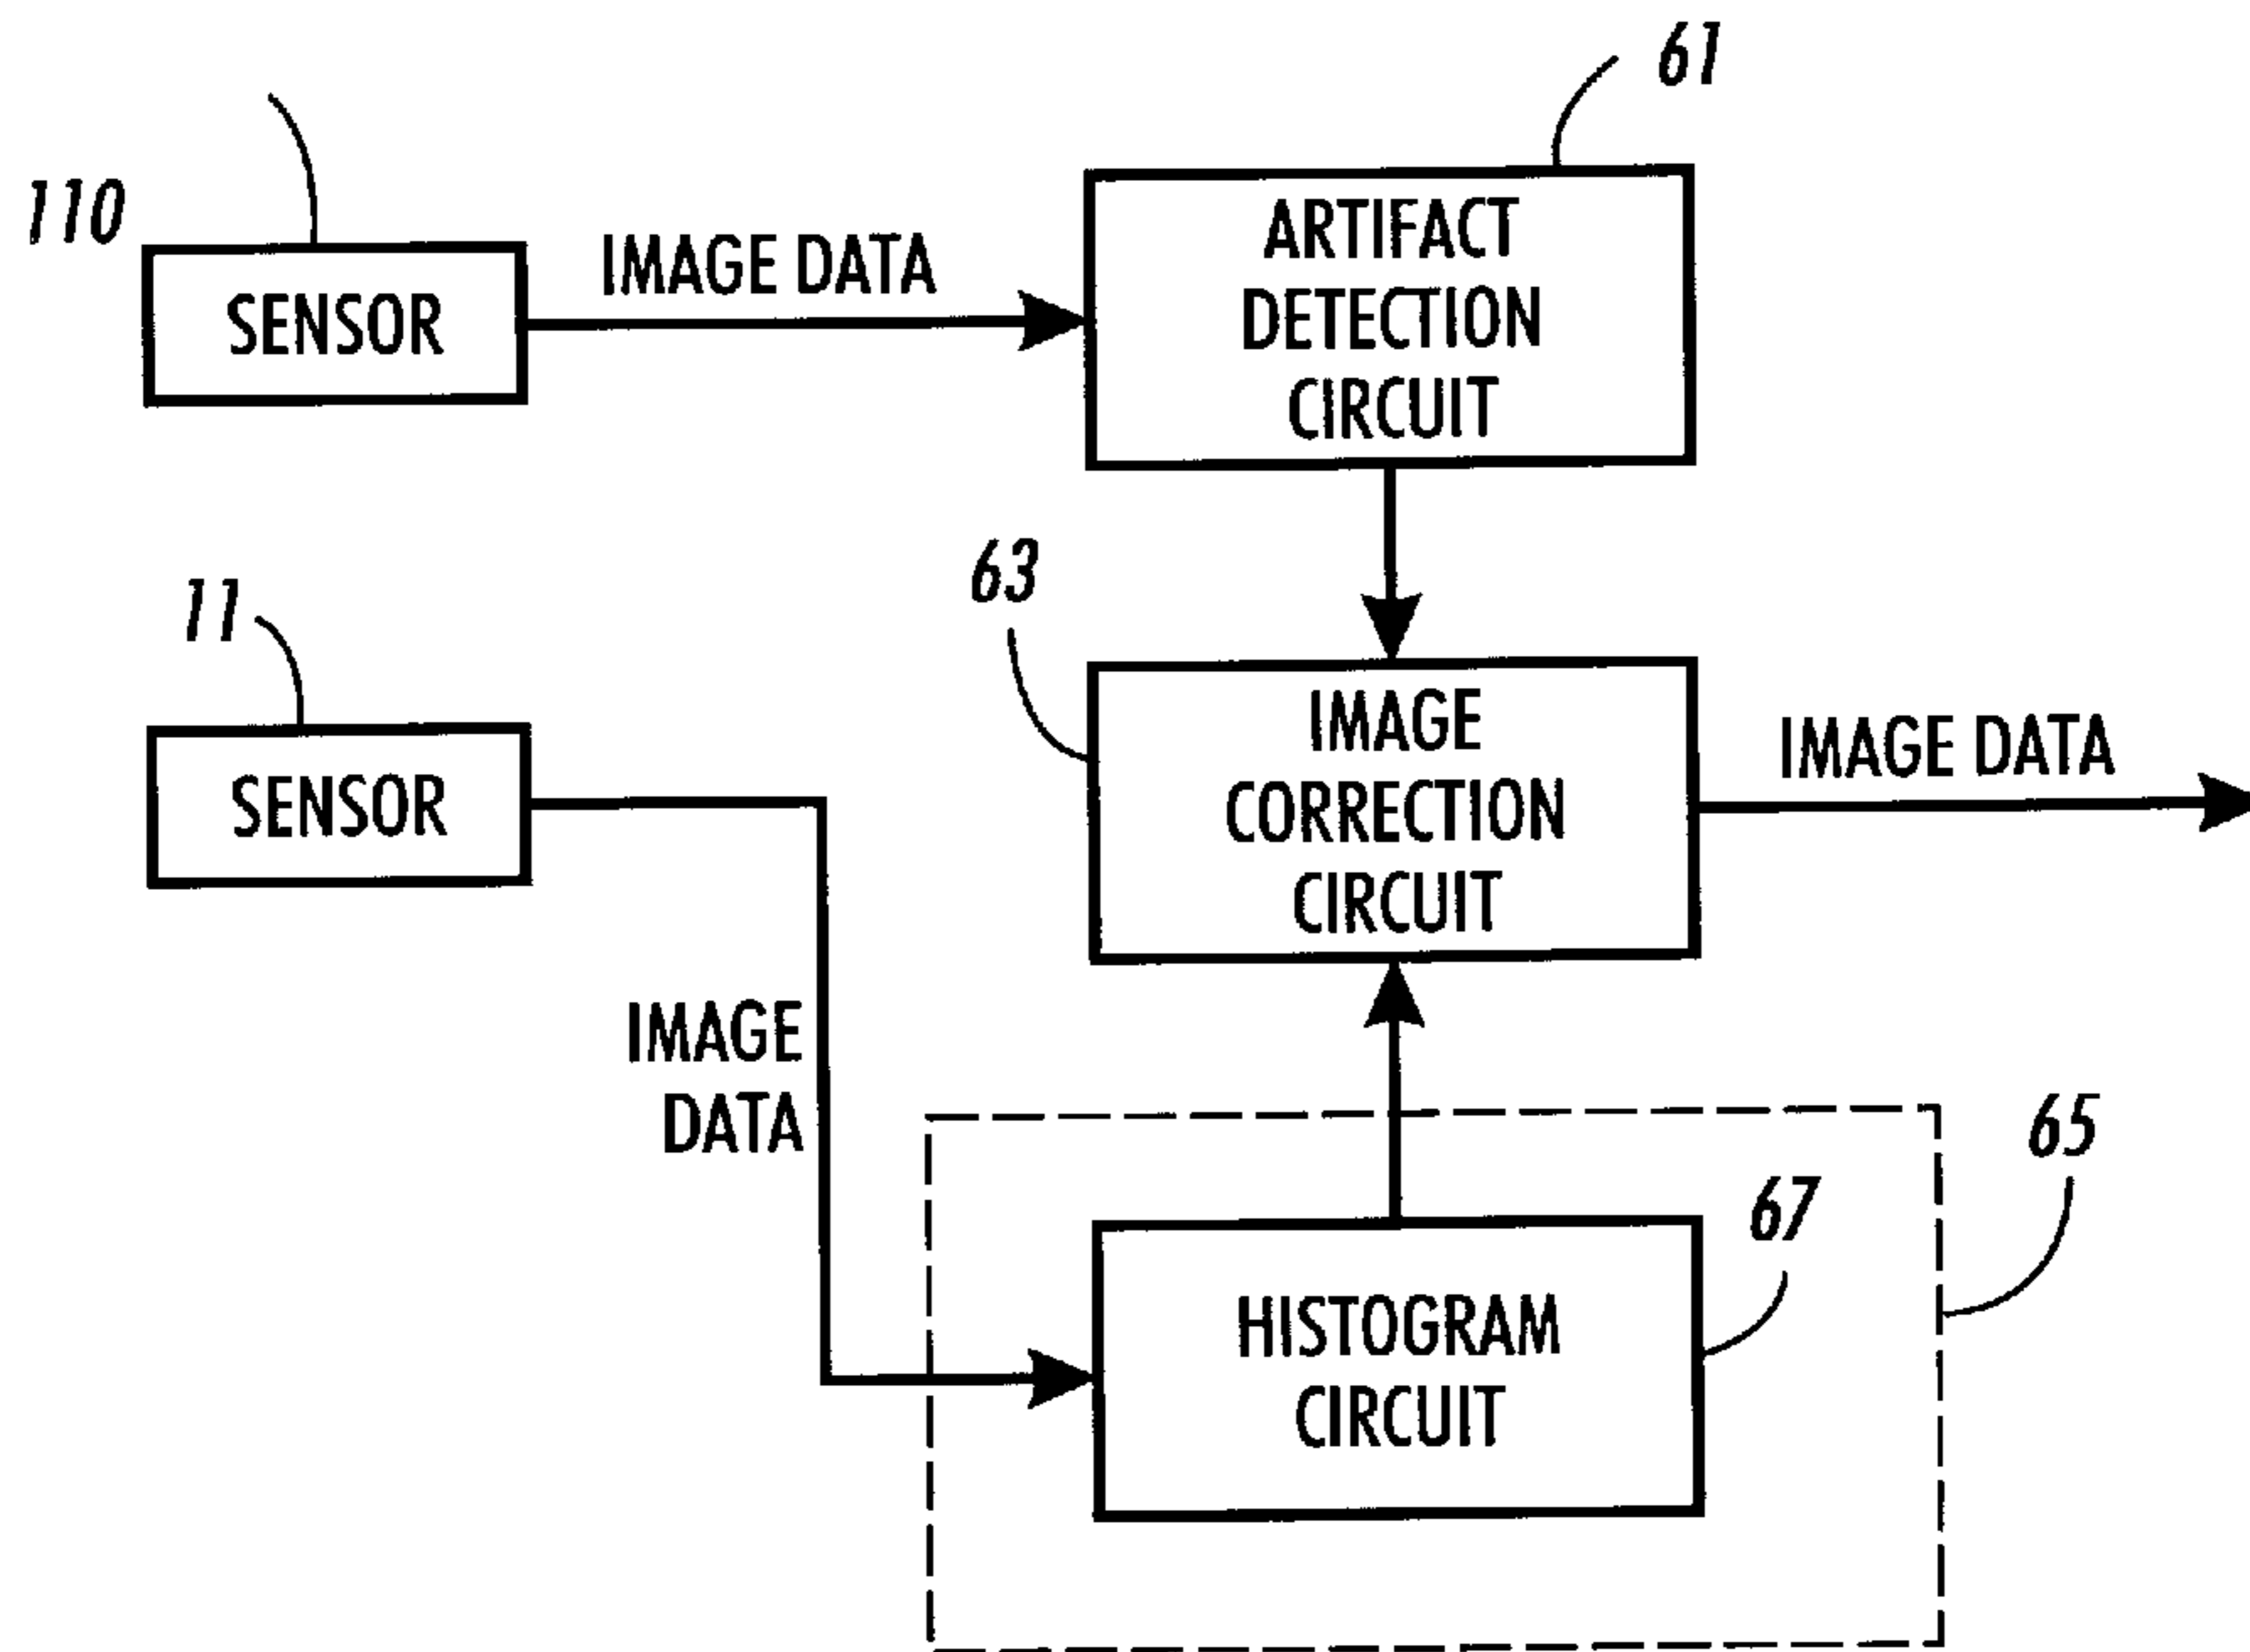 61
110
SENSOR
IMAGE DATA
ARTIFACT
DETECTION
CIRCUIT
63
11
SENSOR
IMAGE
CORRECTION
CIRCUIT
IMAGE DATA
IMAGE
DATA
65
67
HISTOGRAM
CIRCUIT